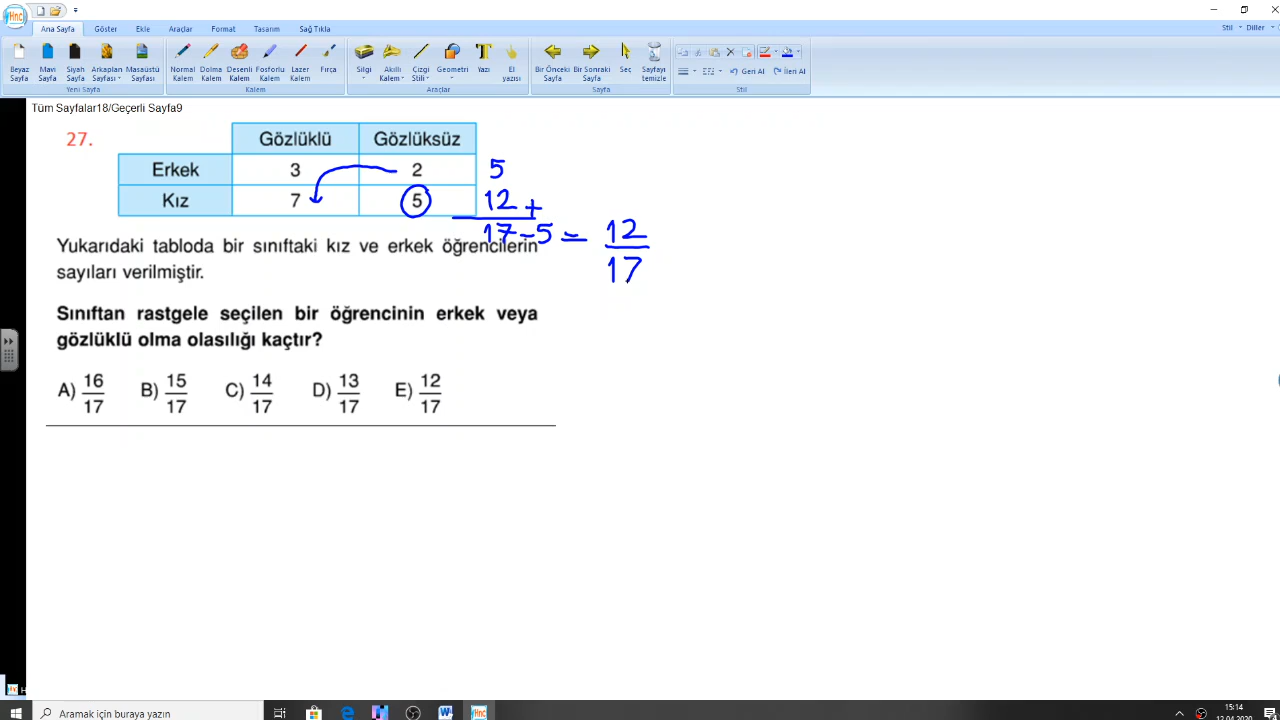 Ana Sayfa Göster Ekle Araçlar Format Tasarım Sağ Tıkla Stil Diller
Beyaz Sayfa Mavi Sayfa Siyah Sayfa Arkaplan Sayfası Masaüstü Sayfası Normal Kalem Dolma Kalem Desenli Kalem Fosforlu Kalem Lazer Kalem Fırça Silgi Akıllı Kalem Çizgi Stili Geometri Yazı El yazısı Bir Önceki Sayfa Bir Sonraki Sayfa Sec Sayfayı temizle Geri Al İleri Al
Yeni Sayfa Kalem Araçlar Sayfa Stil
Tüm Sayfalar18/Geçerli Sayfa9
27.
Gözlüklü Gözlüksüz
Erkek 3 2 5
Kız 7 5 12 +
17 - 5 = 12/17
Yukarıdaki tabloda bir sınıftaki kız ve erkek öğrencilerin
sayıları verilmiştir.
Sınıftan rastgele seçilen bir öğrencinin erkek veya
gözlüklü olma olasılığı kaçtır?
A) 16/17 B) 15/17 C) 14/17 D) 13/17 E) 12/17
Aramak için buraya yazın
15:14
12.04.2020